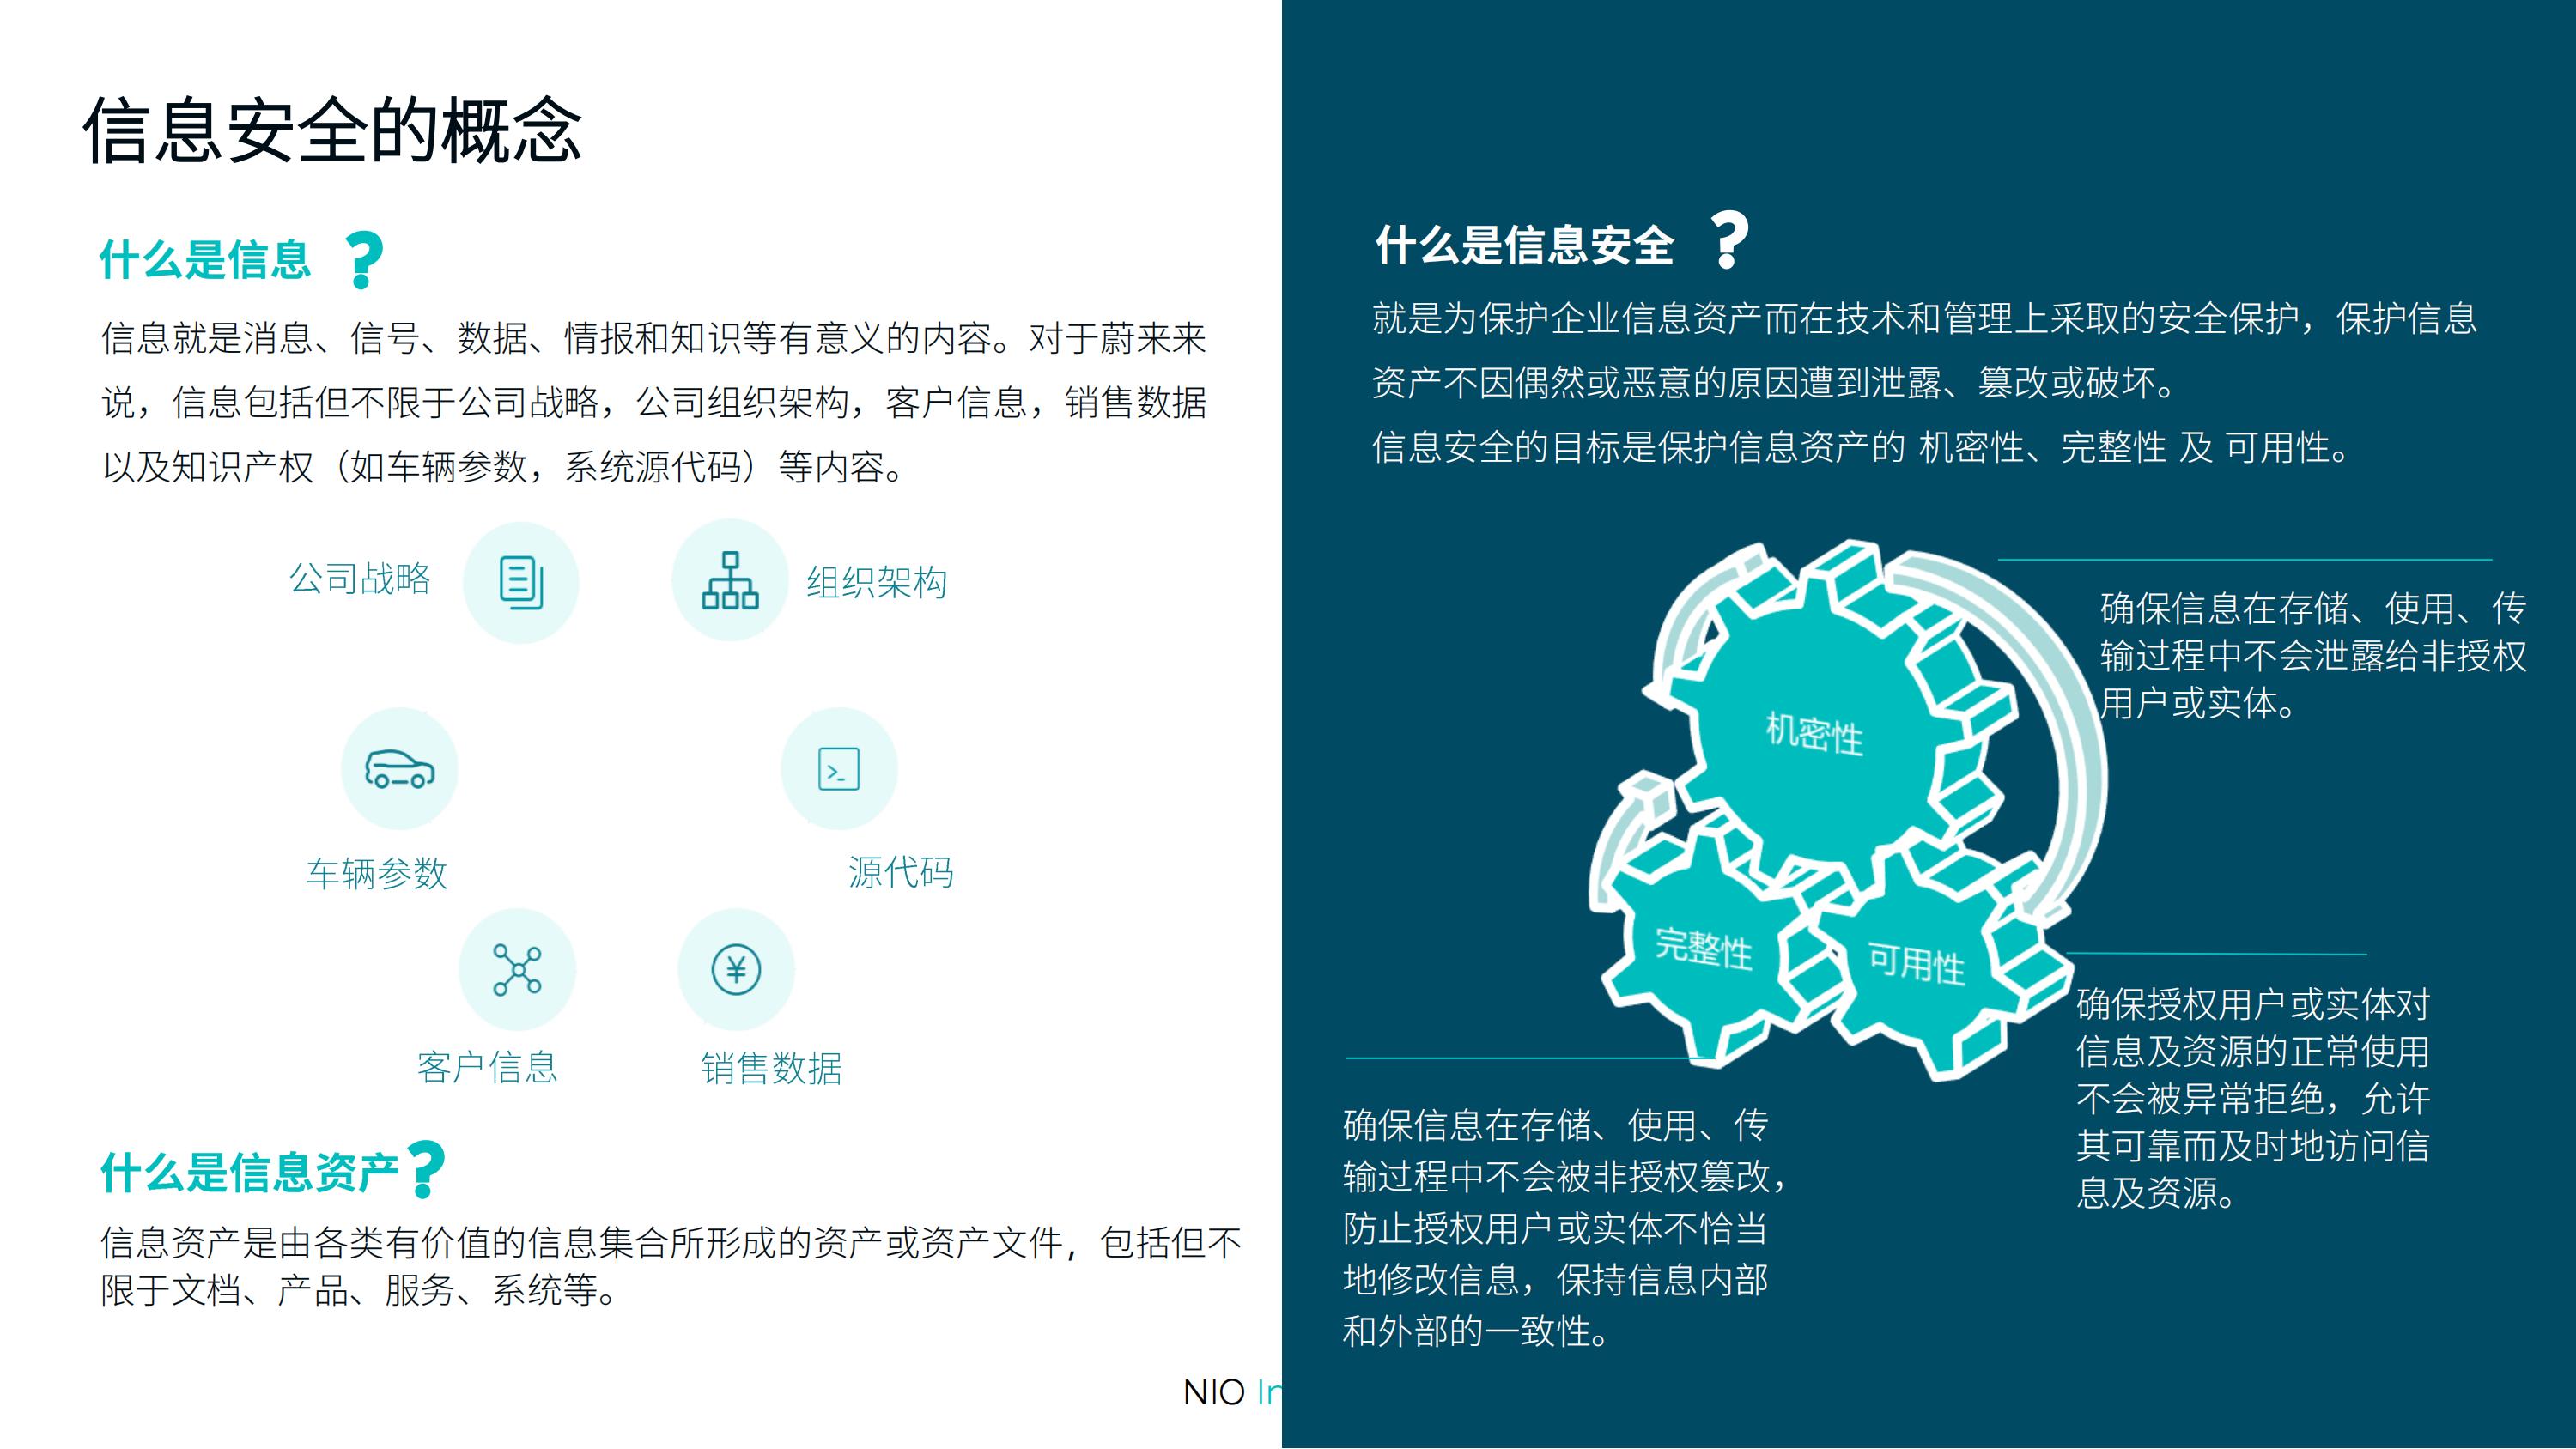 信息安全的概念
什么是信息 ?
信息就是消息、信号、数据、情报和知识等有意义的内容。对于蔚来来
说，信息包括但不限于公司战略，公司组织架构，客户信息，销售数据
以及知识产权（如车辆参数，系统源代码）等内容。
公司战略
组织架构
>_
车辆参数
源代码
¥
客户信息
销售数据
什么是信息资产?
信息资产是由各类有价值的信息集合所形成的资产或资产文件，包括但不
限于文档、产品、服务、系统等。
NIO In
什么是信息安全 ?
就是为保护企业信息资产而在技术和管理上采取的安全保护，保护信息
资产不因偶然或恶意的原因遭到泄露、篡改或破坏。
信息安全的目标是保护信息资产的 机密性、完整性 及 可用性。
机密性
确保信息在存储、使用、传
输过程中不会泄露给非授权
用户或实体。
完整性
可用性
确保授权用户或实体对
信息及资源的正常使用
不会被异常拒绝，允许
其可靠而及时地访问信
息及资源。
确保信息在存储、使用、传
输过程中不会被非授权篡改，
防止授权用户或实体不恰当
地修改信息，保持信息内部
和外部的一致性。